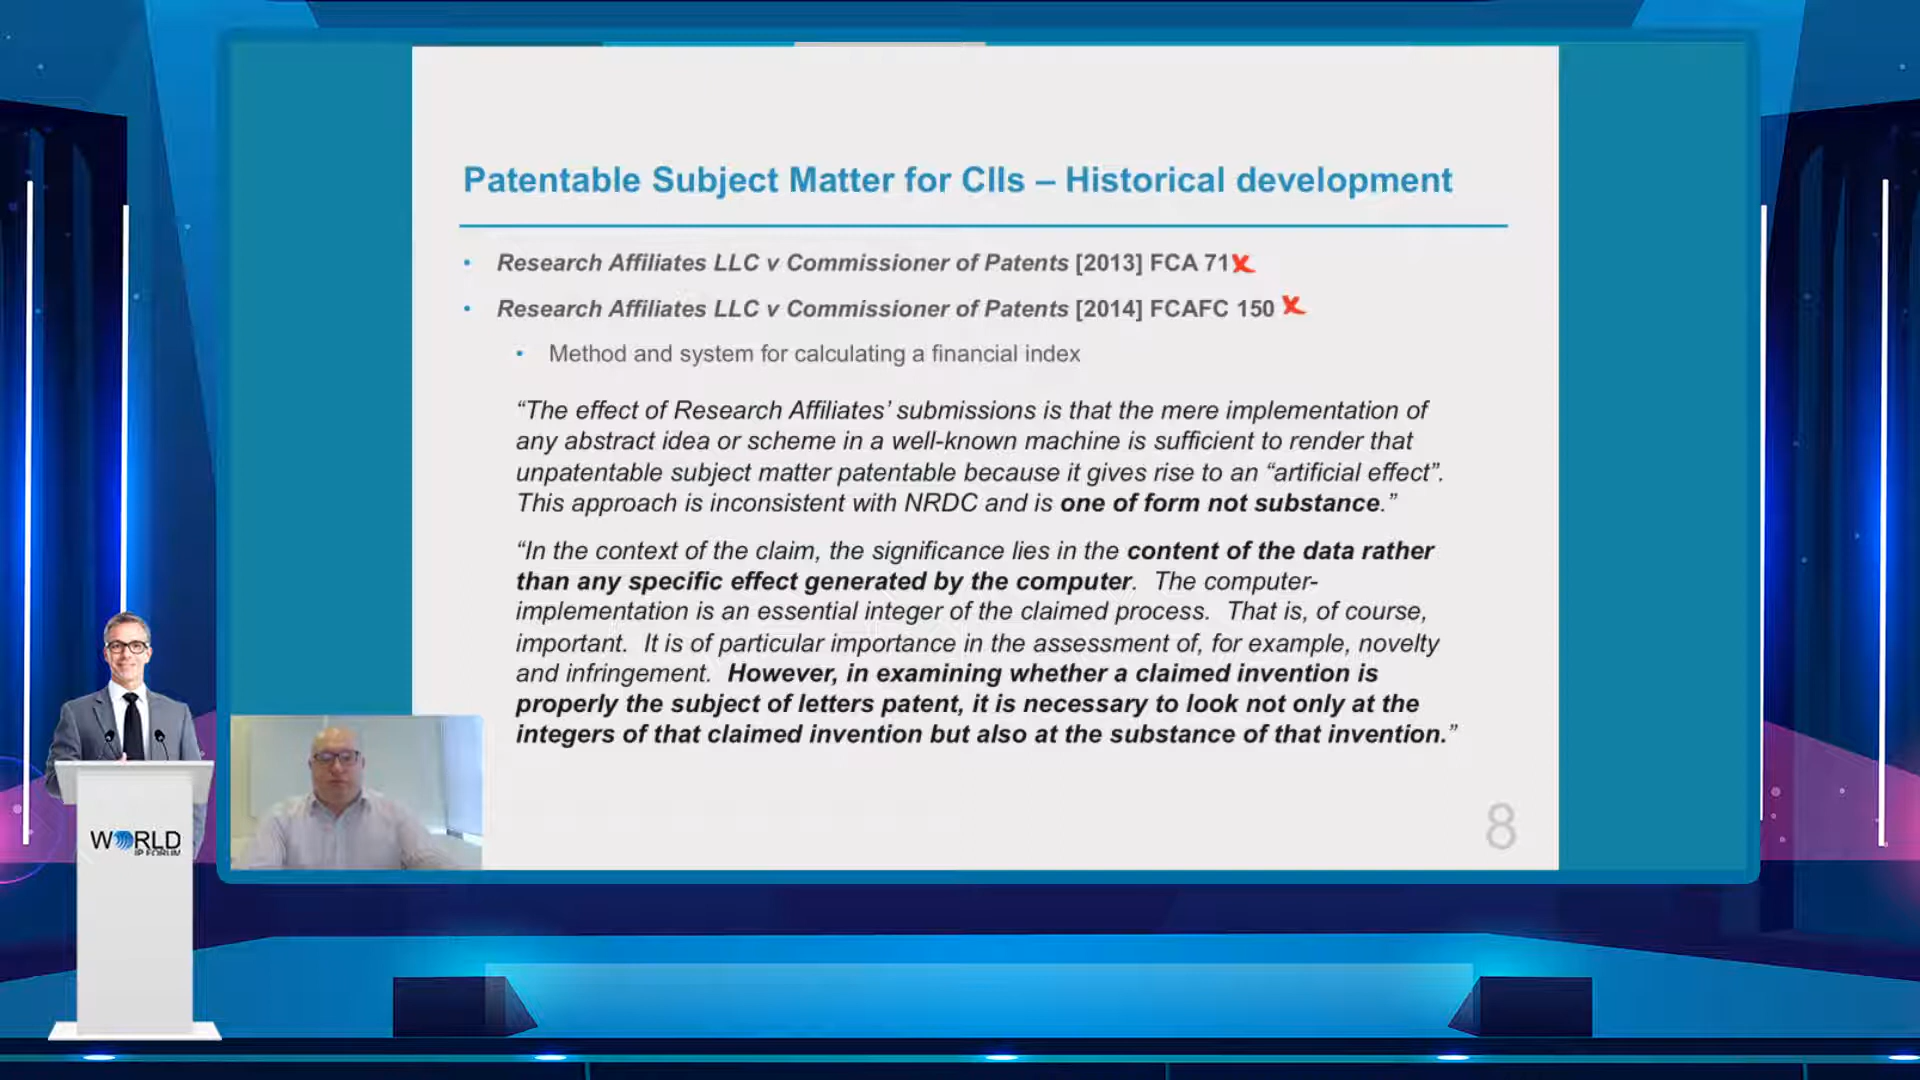 Patentable Subject Matter for CIIs – Historical development
• Research Affiliates LLC v Commissioner of Patents [2013] FCA 71
• Research Affiliates LLC v Commissioner of Patents [2014] FCAFC 150
• Method and system for calculating a financial index
“The effect of Research Affiliates’ submissions is that the mere implementation of
any abstract idea or scheme in a well-known machine is sufficient to render that
unpatentable subject matter patentable because it gives rise to an “artificial effect”.
This approach is inconsistent with NRDC and is one of form not substance.”
“In the context of the claim, the significance lies in the content of the data rather
than any specific effect generated by the computer. The computer-
implementation is an essential integer of the claimed process. That is, of course,
important. It is of particular importance in the assessment of, for example, novelty
and infringement. However, in examining whether a claimed invention is
properly the subject of letters patent, it is necessary to look not only at the
integers of that claimed invention but also at the substance of that invention.”
8
WORLD
IP FORUM